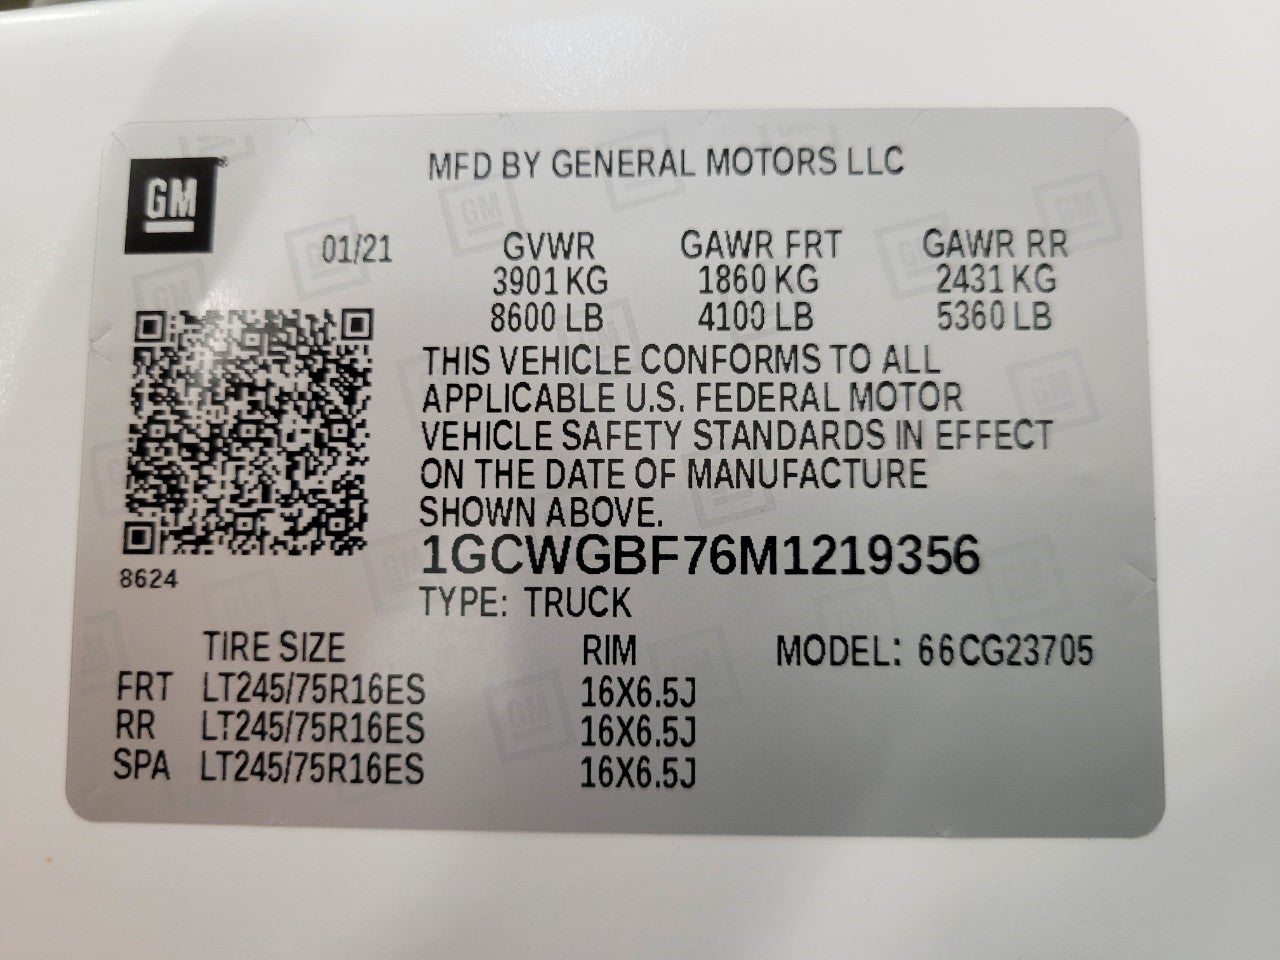 MFD BY GENERAL MOTORS LLC
GM
01/21
GVWR GAWR FRT GAWR RR
3901 KG 1860 KG 2431 KG
8600 LB 4100 LB 5360 LB
THIS VEHICLE CONFORMS TO ALL
APPLICABLE U.S. FEDERAL MOTOR
VEHICLE SAFETY STANDARDS IN EFFECT
ON THE DATE OF MANUFACTURE
SHOWN ABOVE.
1GCWGBF76M1219356
8624
TYPE: TRUCK
TIRE SIZE RIM MODEL: 66CG23705
FRT LT245/75R16ES 16X6.5J
RR LT245/75R16ES 16X6.5J
SPA LT245/75R16ES 16X6.5J